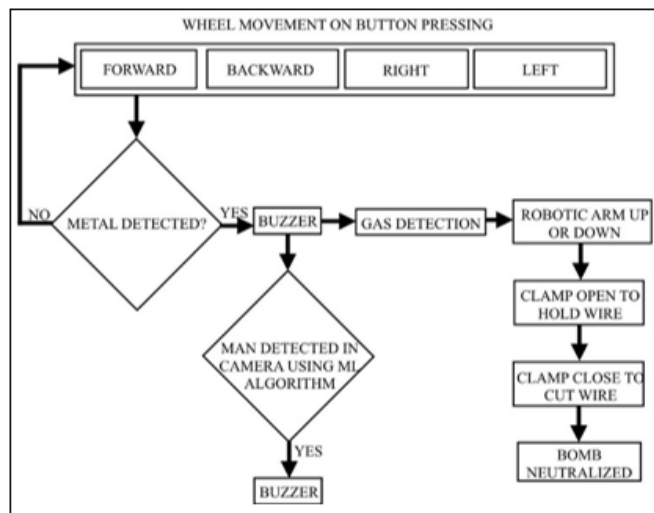 WHEEL MOVEMENT ON BUTTON PRESSING
FORWARD
BACKWARD
RIGHT
LEFT
NO
METAL DETECTED?
YES
BUZZER
GAS DETECTION
ROBOTIC ARM UP
OR DOWN
CLAMP OPEN TO
HOLD WIRE
MAN DETECTED IN
CAMERA USING ML
ALGORITHM
CLAMP CLOSE TO
CUT WIRE
YES
BUZZER
BOMB
NEUTRALIZED